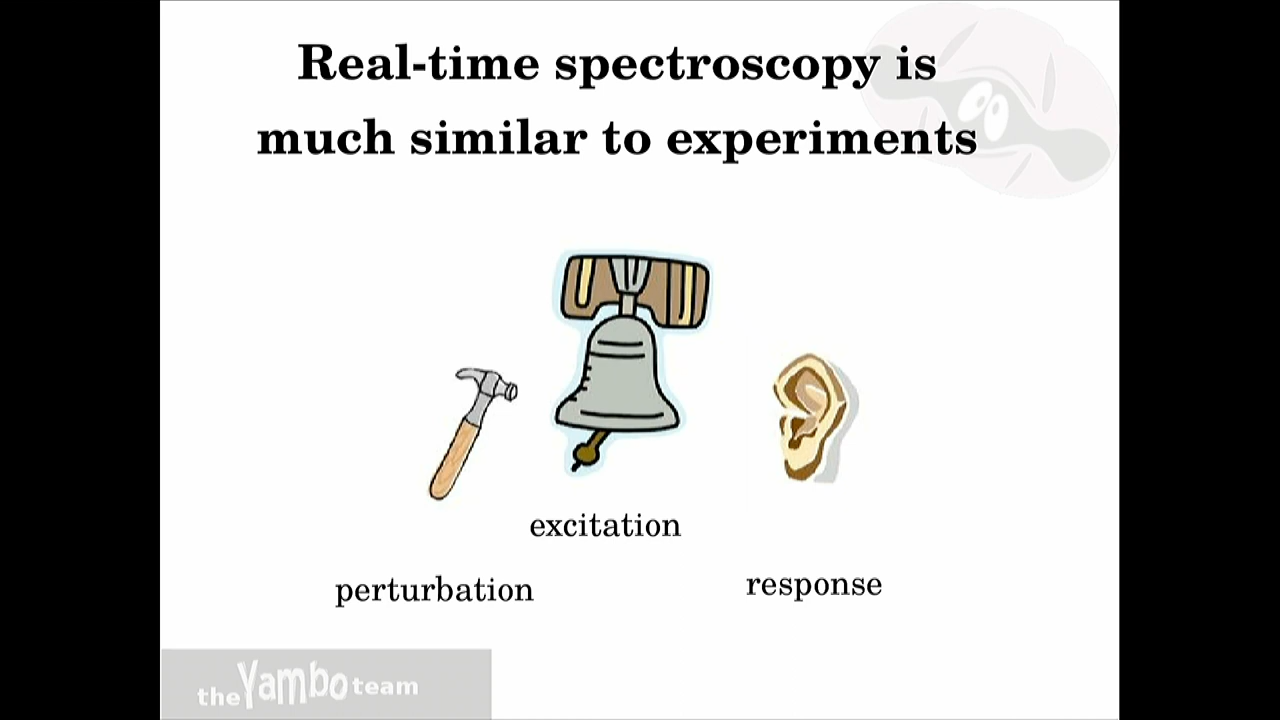 Real-time spectroscopy is
much similar to experiments
excitation
perturbation
response
the Yambo team